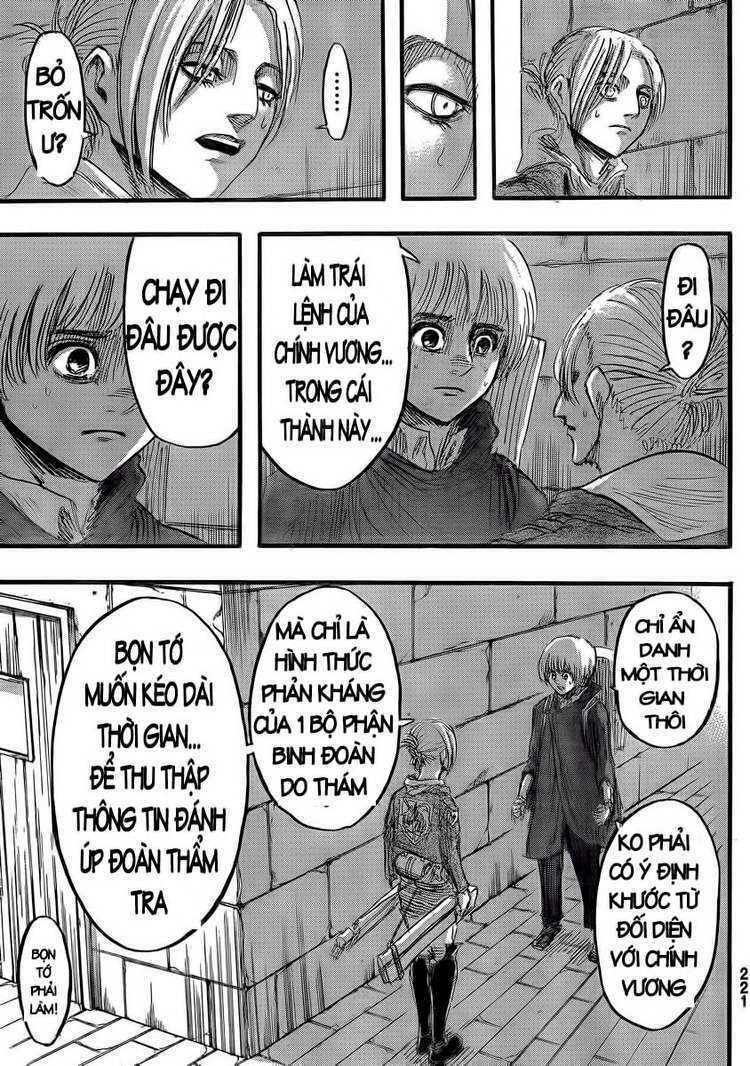 .....
BỎ
TRỐN
Ư?
ĐI
ĐÂU
?
LÀM TRÁI
LỆNH CỦA
CHÍNH VƯƠNG...
TRONG CÁI
THÀNH NÀY...
CHẠY ĐI
ĐÂU ĐƯỢC
ĐÂY?
CHỈ ẨN
DANH
MỘT THỜI
GIAN
THÔI
KO PHẢI
CÓ Ý ĐỊNH
KHƯỚC TỪ
ĐỐI DIỆN
VỚI CHÍNH
VƯƠNG
MÀ CHỈ LÀ
HÌNH THỨC
PHẢN KHÁNG
CỦA 1 BỘ PHẬN
BINH ĐOÀN
DO THÁM
BỌN TỚ
MUỐN KÉO DÀI
THỜI GIAN...
ĐỂ THU THẬP
THÔNG TIN ĐÁNH
ÚP ĐOÀN THẨM
TRA
BỌN
TỚ
PHẢI
LÀM!
221